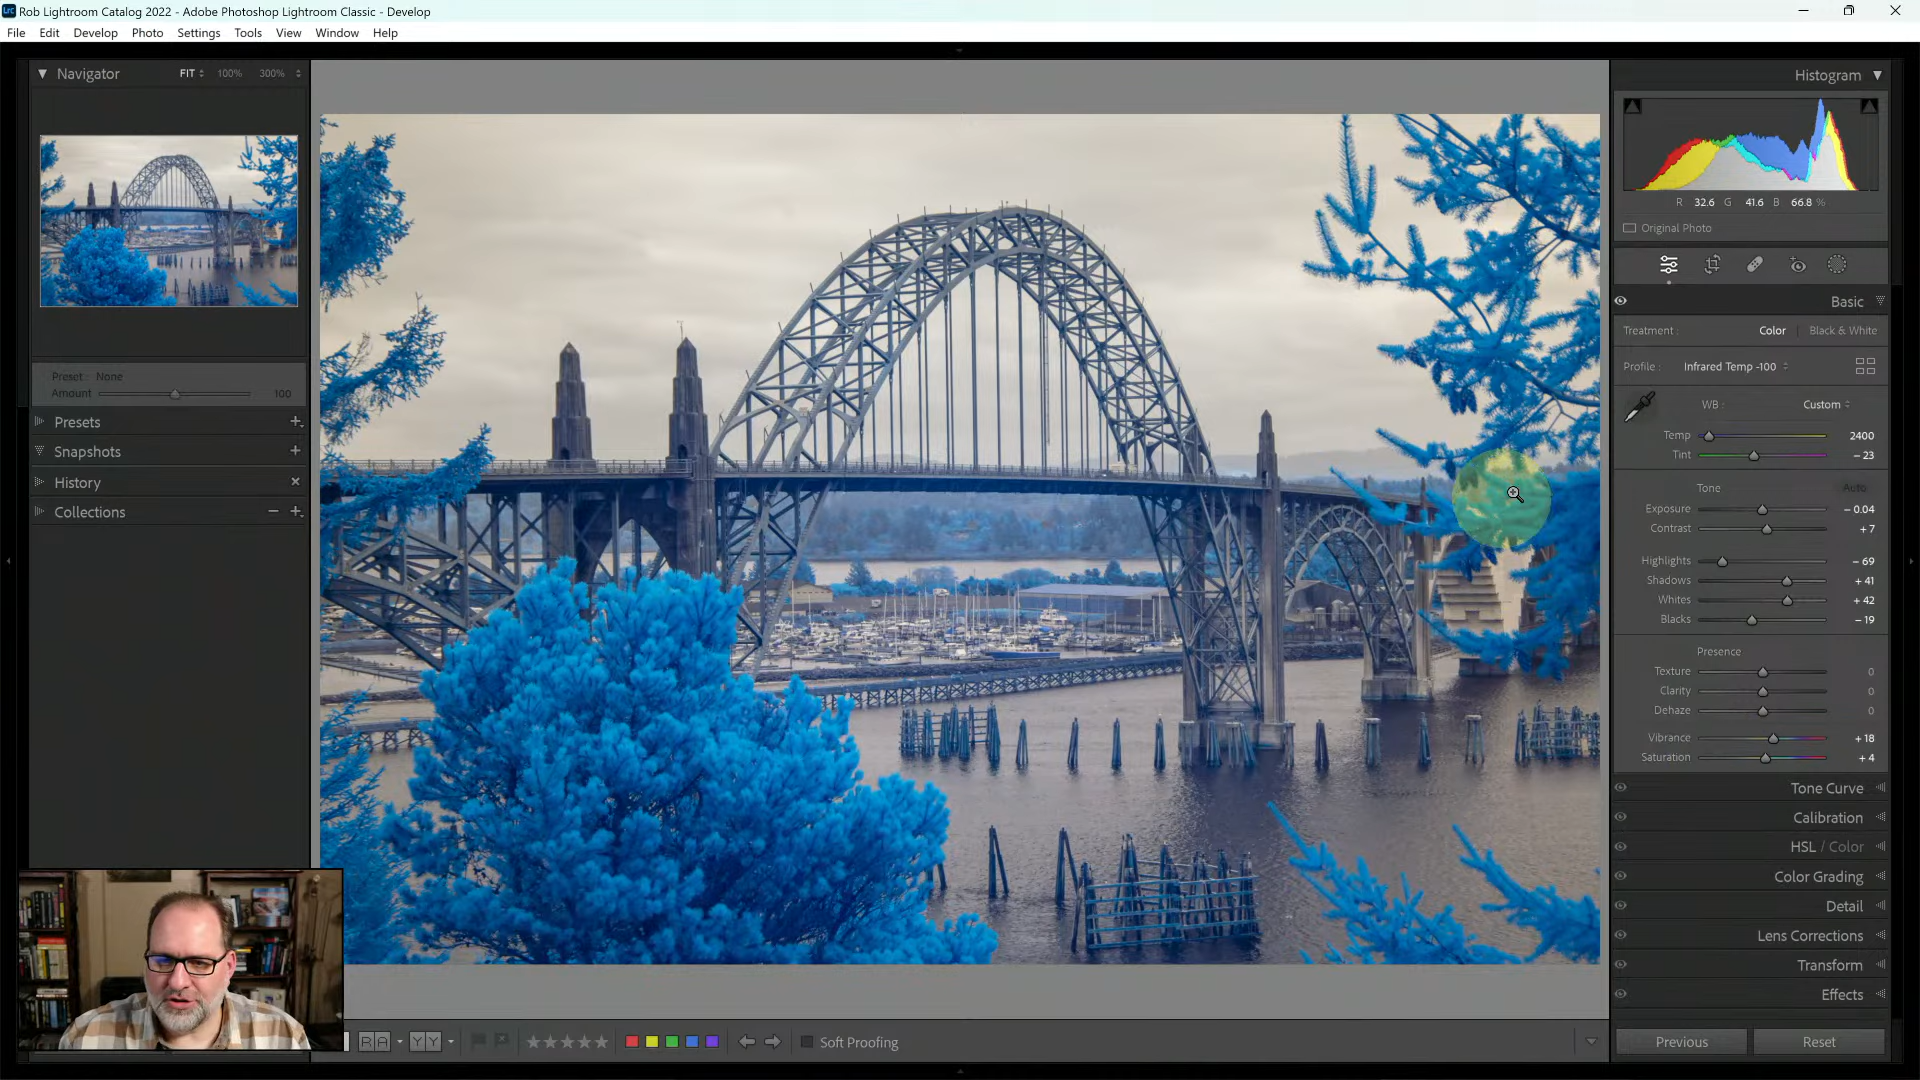 Rob Lightroom Catalog 2022 - Adobe Photoshop Lightroom Classic - Develop
File Edit Develop Photo Settings Tools View Window Help
Navigator FIT 100% 300%
Preset: None
Amount 100
Presets
Snapshots
History
Collections
Histogram
R 32.6 G 41.6 B 66.8 %
Original Photo
Basic
Treatment : Color Black & White
Profile : Infrared Temp -100
WB : Custom
Temp 2400
Tint - 23
Tone Auto
Exposure - 0.04
Contrast + 7
Highlights - 69
Shadows + 41
Whites + 42
Blacks - 19
Presence
Texture 0
Clarity 0
Dehaze 0
Vibrance + 18
Saturation + 4
Tone Curve
Calibration
HSL / Color
Color Grading
Detail
Lens Corrections
Transform
Effects
RA YY Soft Proofing
Previous Reset